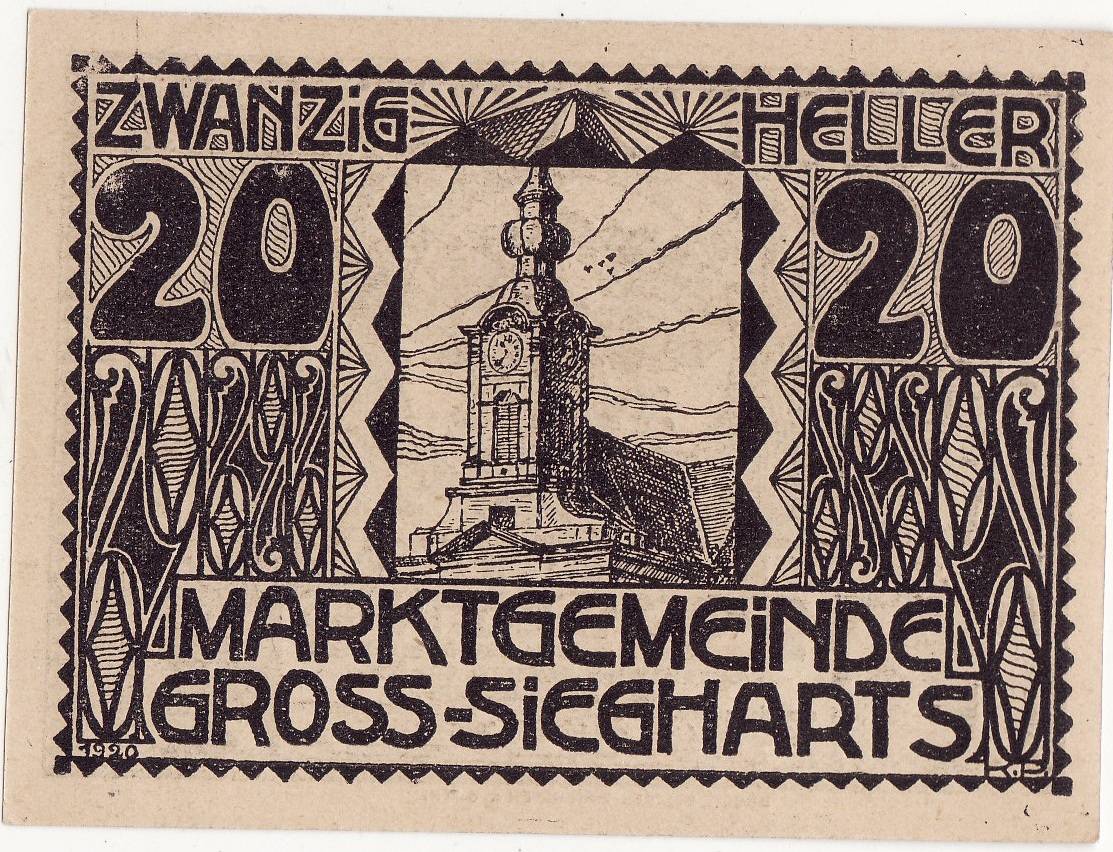 ZWANZiG HELLER
20 20
MARKTGEMEiNDE
GROSS-SiEGHARTS
1920